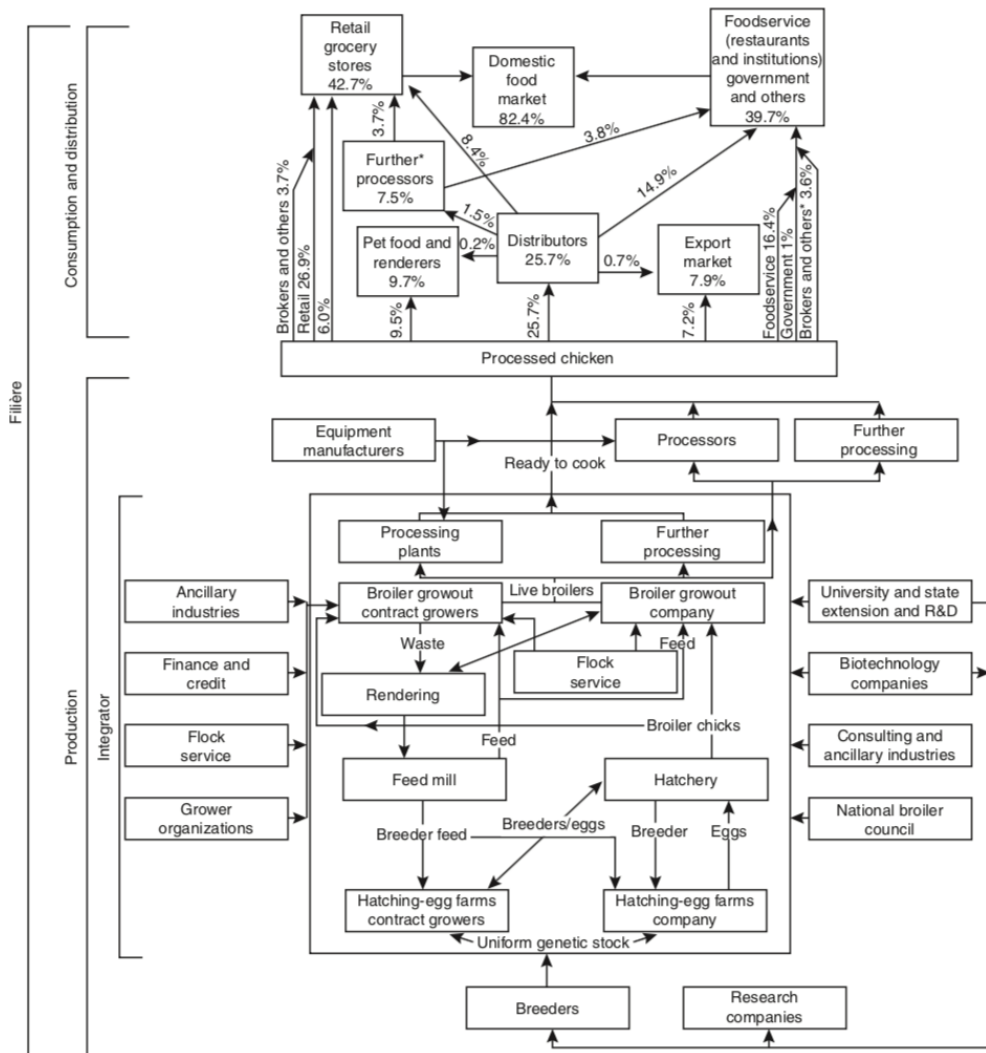 Retail
grocery
stores
42.7%
Domestic
food
market
82.4%
Foodservice
(restaurants
and institutions)
government
and others
39.7%
3.7%
8.4%
3.8%
14.9%
Further*
processors
7.5%
1.5%
0.2%
Pet food and
renderers
9.7%
Distributors
25.7%
0.7%
Export
market
7.9%
Brokers and others 3.7%
Retail 26.9%
6.0%
9.5%
25.7%
7.2%
Foodservice 16.4%
Government 1%
Brokers and others* 3.6%
Consumption and distribution
Filière
Processed chicken
Equipment
manufacturers
Processors
Further
processing
Ready to cook
Production
Integrator
Processing
plants
Further
processing
Live broilers
Broiler growout
contract growers
Broiler growout
company
Waste
Feed
Flock
service
Rendering
Broiler chicks
Feed
Feed mill
Hatchery
Breeders/eggs
Breeder feed
Breeder
Eggs
Hatching-egg farms
contract growers
Hatching-egg farms
company
Uniform genetic stock
Ancillary
industries
Finance and
credit
Flock
service
Grower
organizations
University and state
extension and R&D
Biotechnology
companies
Consulting and
ancillary industries
National broiler
council
Breeders
Research
companies